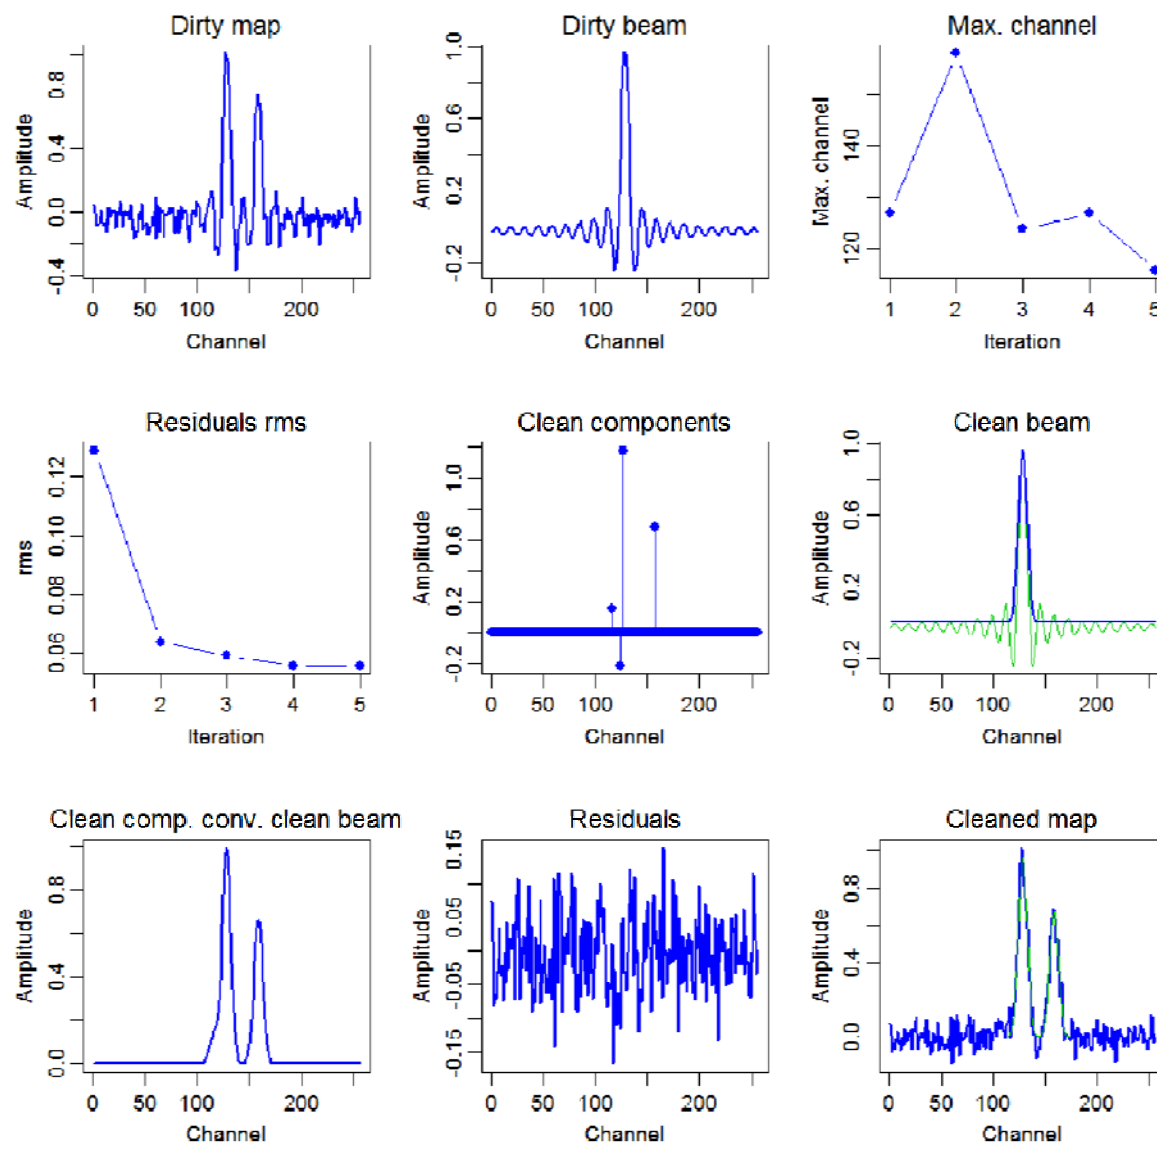 Dirty map
Dirty beam
Max. channel
Amplitude
-0.4 0.0 0.4 0.8
0 50 100 200
Channel
Amplitude
-0.2 0.2 0.6 1.0
0 50 100 200
Channel
Max. channel
120 140
1 2 3 4 5
Iteration
Residuals rms
Clean components
Clean beam
rms
0.06 0.08 0.10 0.12
1 2 3 4 5
Iteration
Amplitude
-0.2 0.2 0.6 1.0
0 50 100 200
Channel
Amplitude
-0.2 0.2 0.6 1.0
0 50 100 200
Channel
Clean comp. conv. clean beam
Residuals
Cleaned map
Amplitude
0.0 0.4 0.8
0 50 100 200
Channel
Amplitude
-0.15 -0.05 0.05 0.15
0 50 100 200
Channel
Amplitude
0.0 0.4 0.8
0 50 100 200
Channel